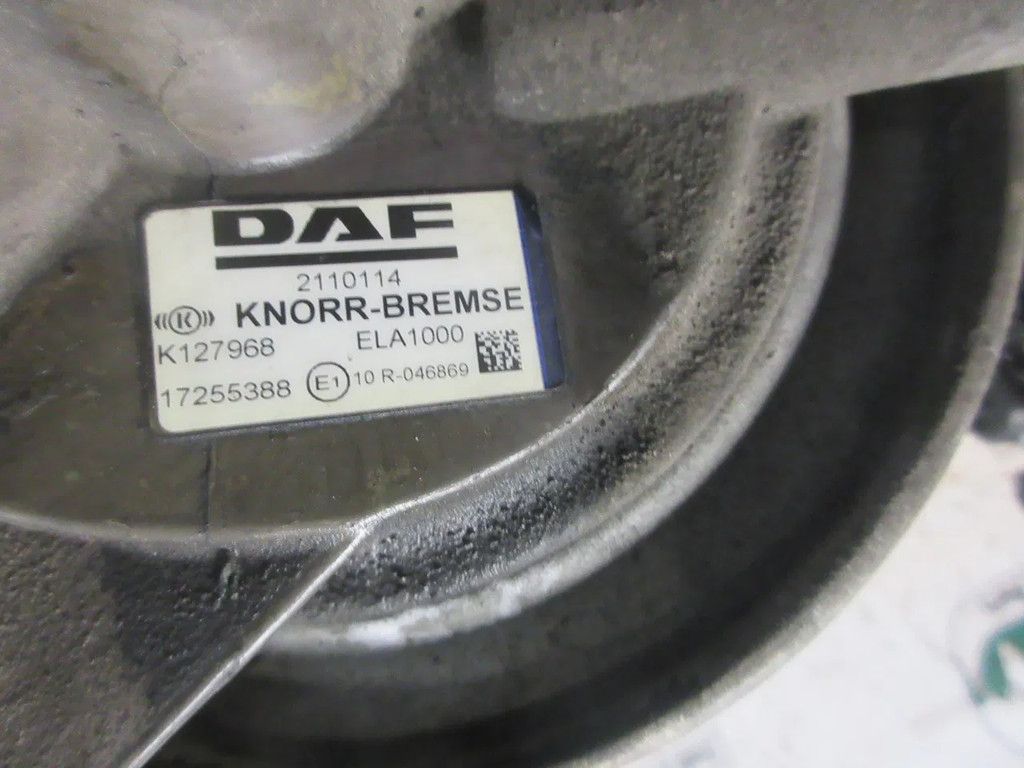 DAF
2110114
K KNORR-BREMSE
K127968 ELA1000
17255388 E1 10 R-046869